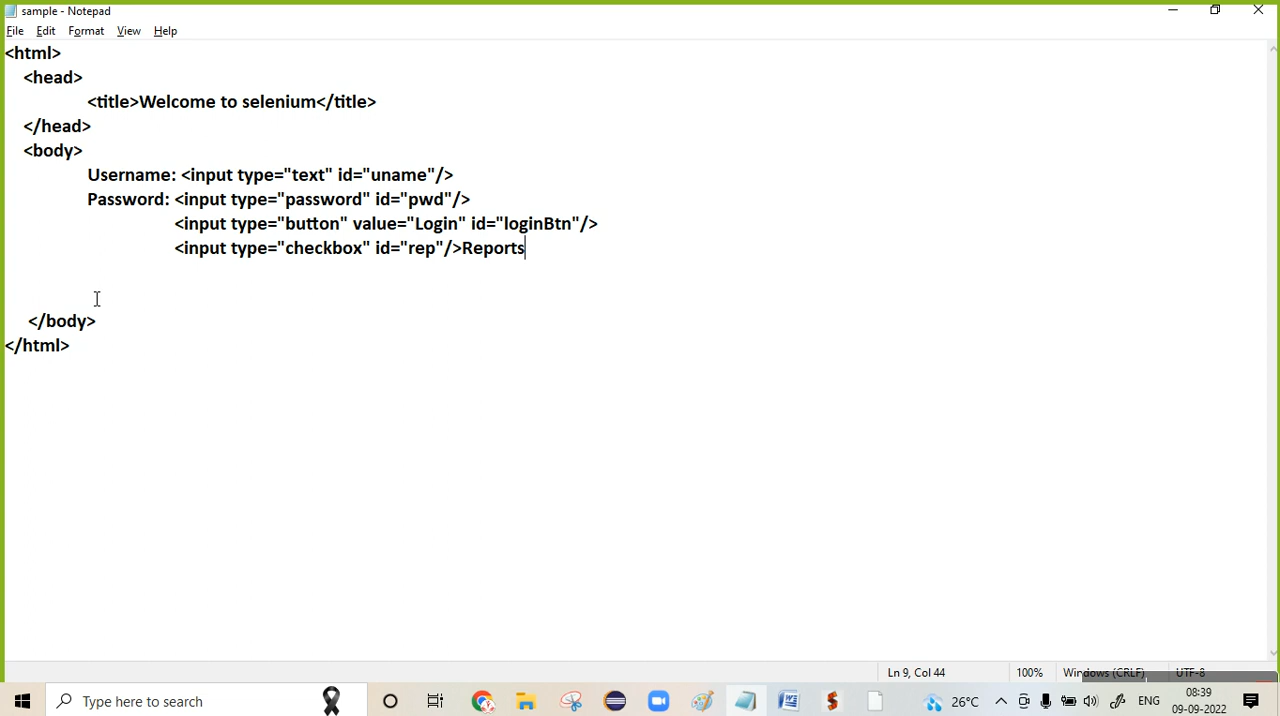 sample - Notepad
File Edit Format View Help
<html>
<head>
<title>Welcome to selenium</title>
</head>
<body>
Username: <input type="text" id="uname"/>
Password: <input type="password" id="pwd"/>
<input type="button" value="Login" id="loginBtn"/>
<input type="checkbox" id="rep"/>Reports
</body>
</html>
Ln 9, Col 44 100% Windows (CRLF) UTF-8
Type here to search 26°C ENG 08:39
09-09-2022